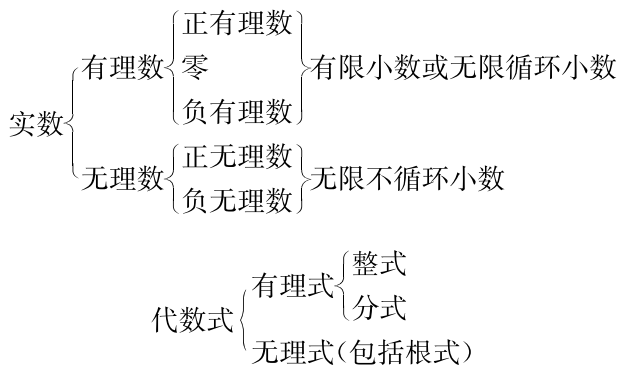 正有理数
有理数 零 有限小数或无限循环小数
负有理数
实数
正无理数
无理数 无限不循环小数
负无理数
整式
有理式
分式
代数式
无理式(包括根式)